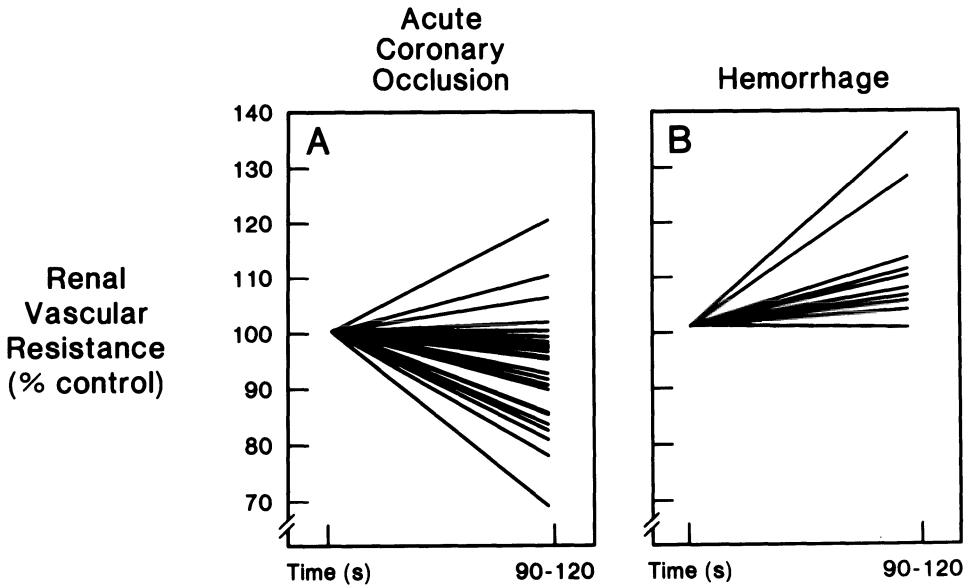 Acute
Coronary
Occlusion
Hemorrhage
A
B
140
130
120
110
100
90
80
70
Renal
Vascular
Resistance
(% control)
Time (s)
90-120
Time (s)
90-120